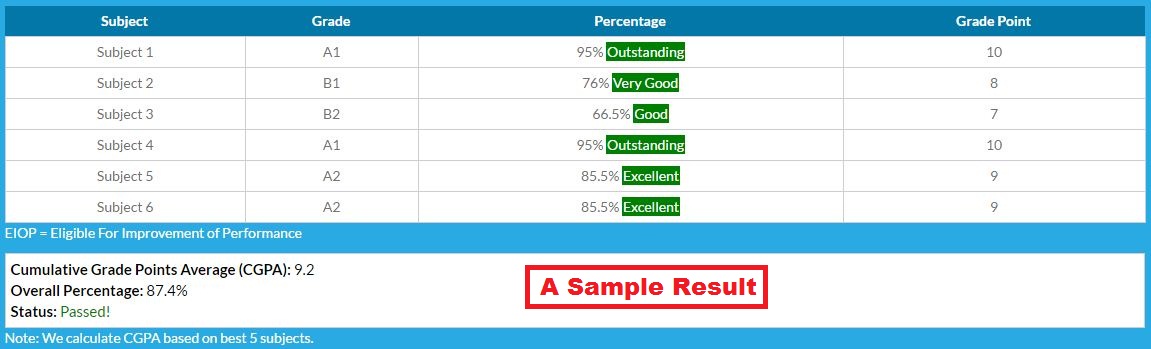 Subject Grade Percentage Grade Point
Subject 1 A1 95% Outstanding 10
Subject 2 B1 76% Very Good 8
Subject 3 B2 66.5% Good 7
Subject 4 A1 95% Outstanding 10
Subject 5 A2 85.5% Excellent 9
Subject 6 A2 85.5% Excellent 9
EIOP = Eligible For Improvement of Performance
Cumulative Grade Points Average (CGPA): 9.2
Overall Percentage: 87.4%
Status: Passed!
A Sample Result
Note: We calculate CGPA based on best 5 subjects.